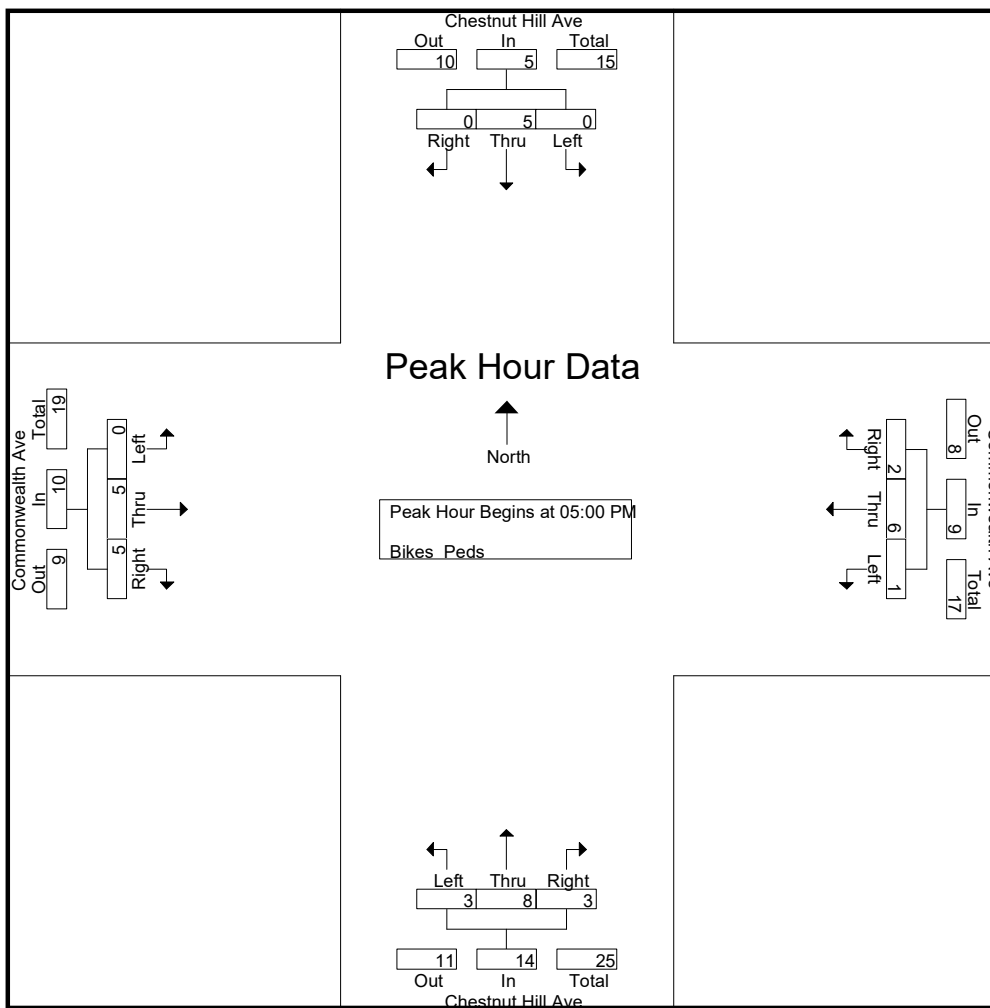 Chestnut Hill Ave
Out In Total
10 5 15
0 5 0
Right Thru Left
Peak Hour Data
North
Peak Hour Begins at 05:00 PM
Bikes Peds
Commonwealth Ave
Total In Out
19 10 9
0 5 5
Left Thru Right
Right Thru Left
2 6 1
Out In Total
8 9 17
Left Thru Right
3 8 3
11 14 25
Out In Total
Chestnut Hill Ave